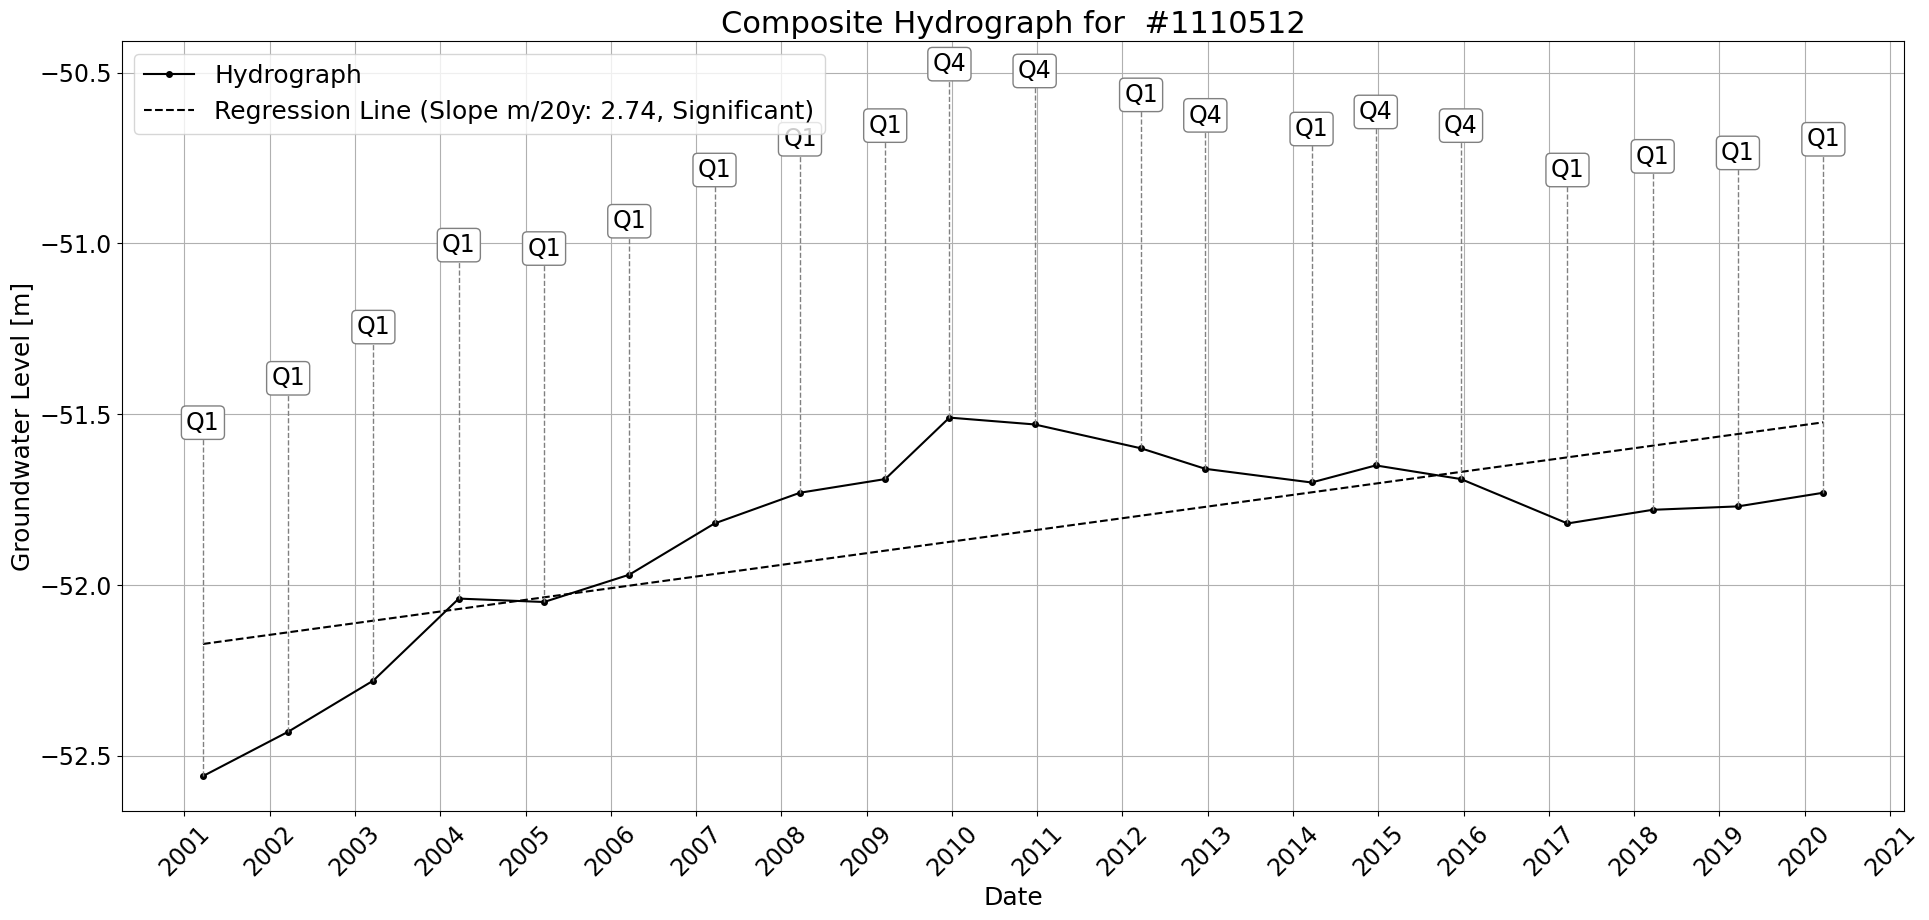 Composite Hydrograph for  #1110512
Hydrograph
Regression Line (Slope m/20y: 2.74, Significant)
Groundwater Level [m]
−50.5
−51.0
−51.5
−52.0
−52.5
Q1
Q1
Q1
Q1
Q1
Q1
Q1
Q1
Q1
Q4
Q4
Q1
Q4
Q1
Q4
Q4
Q1
Q1
Q1
Q1
2001
2002
2003
2004
2005
2006
2007
2008
2009
2010
2011
2012
2013
2014
2015
2016
2017
2018
2019
2020
2021
Date